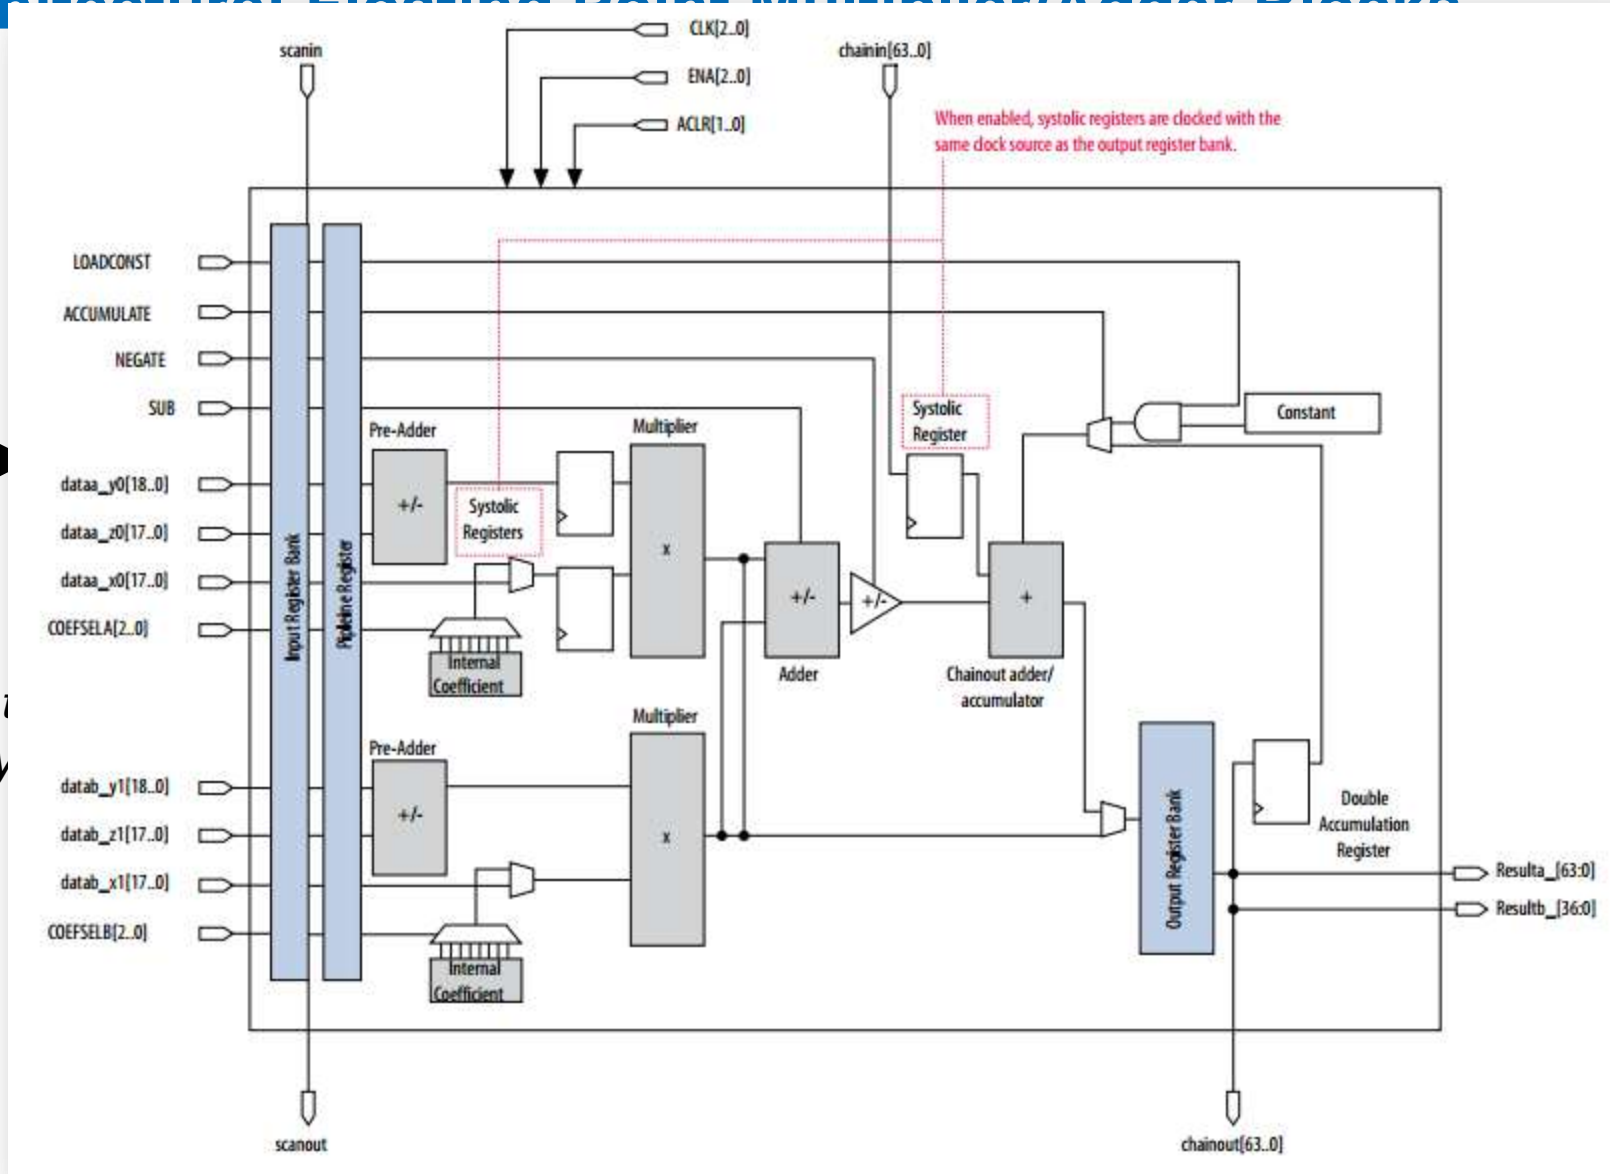 CLK[2..0]
scanin
chainin[63..0]
ENA[2..0]
ACLR[1..0]
When enabled, systolic registers are clocked with the
same clock source as the output register bank.
LOADCONST
ACCUMULATE
NEGATE
SUB
dataa_y0[18..0]
dataa_z0[17..0]
dataa_x0[17..0]
COEFSELA[2..0]
datab_y1[18..0]
datab_z1[17..0]
datab_x1[17..0]
COEFSELB[2..0]
Input Register Bank
Register
Pre-Adder
+/-
Systolic
Registers
Internal
Coefficient
Multiplier
x
Pre-Adder
+/-
Internal
Coefficient
Multiplier
x
+/-
Adder
+/-
Systolic
Register
+
Chainout adder/
accumulator
Constant
Output Register Bank
Double
Accumulation
Register
Resulta_[63:0]
Resultb_[36:0]
scanout
chainout[63..0]